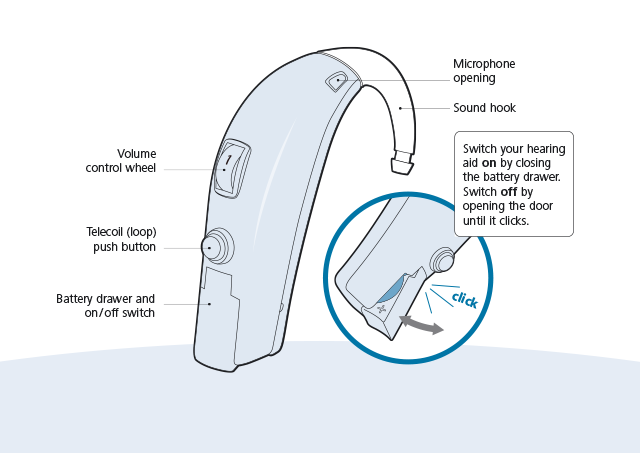 Microphone
opening
Sound hook
Switch your hearing
aid on by closing
the battery drawer.
Switch off by
opening the door
until it clicks.
Volume
control wheel
1
Telecoil (loop)
push button
Battery drawer and
on/off switch
click
+